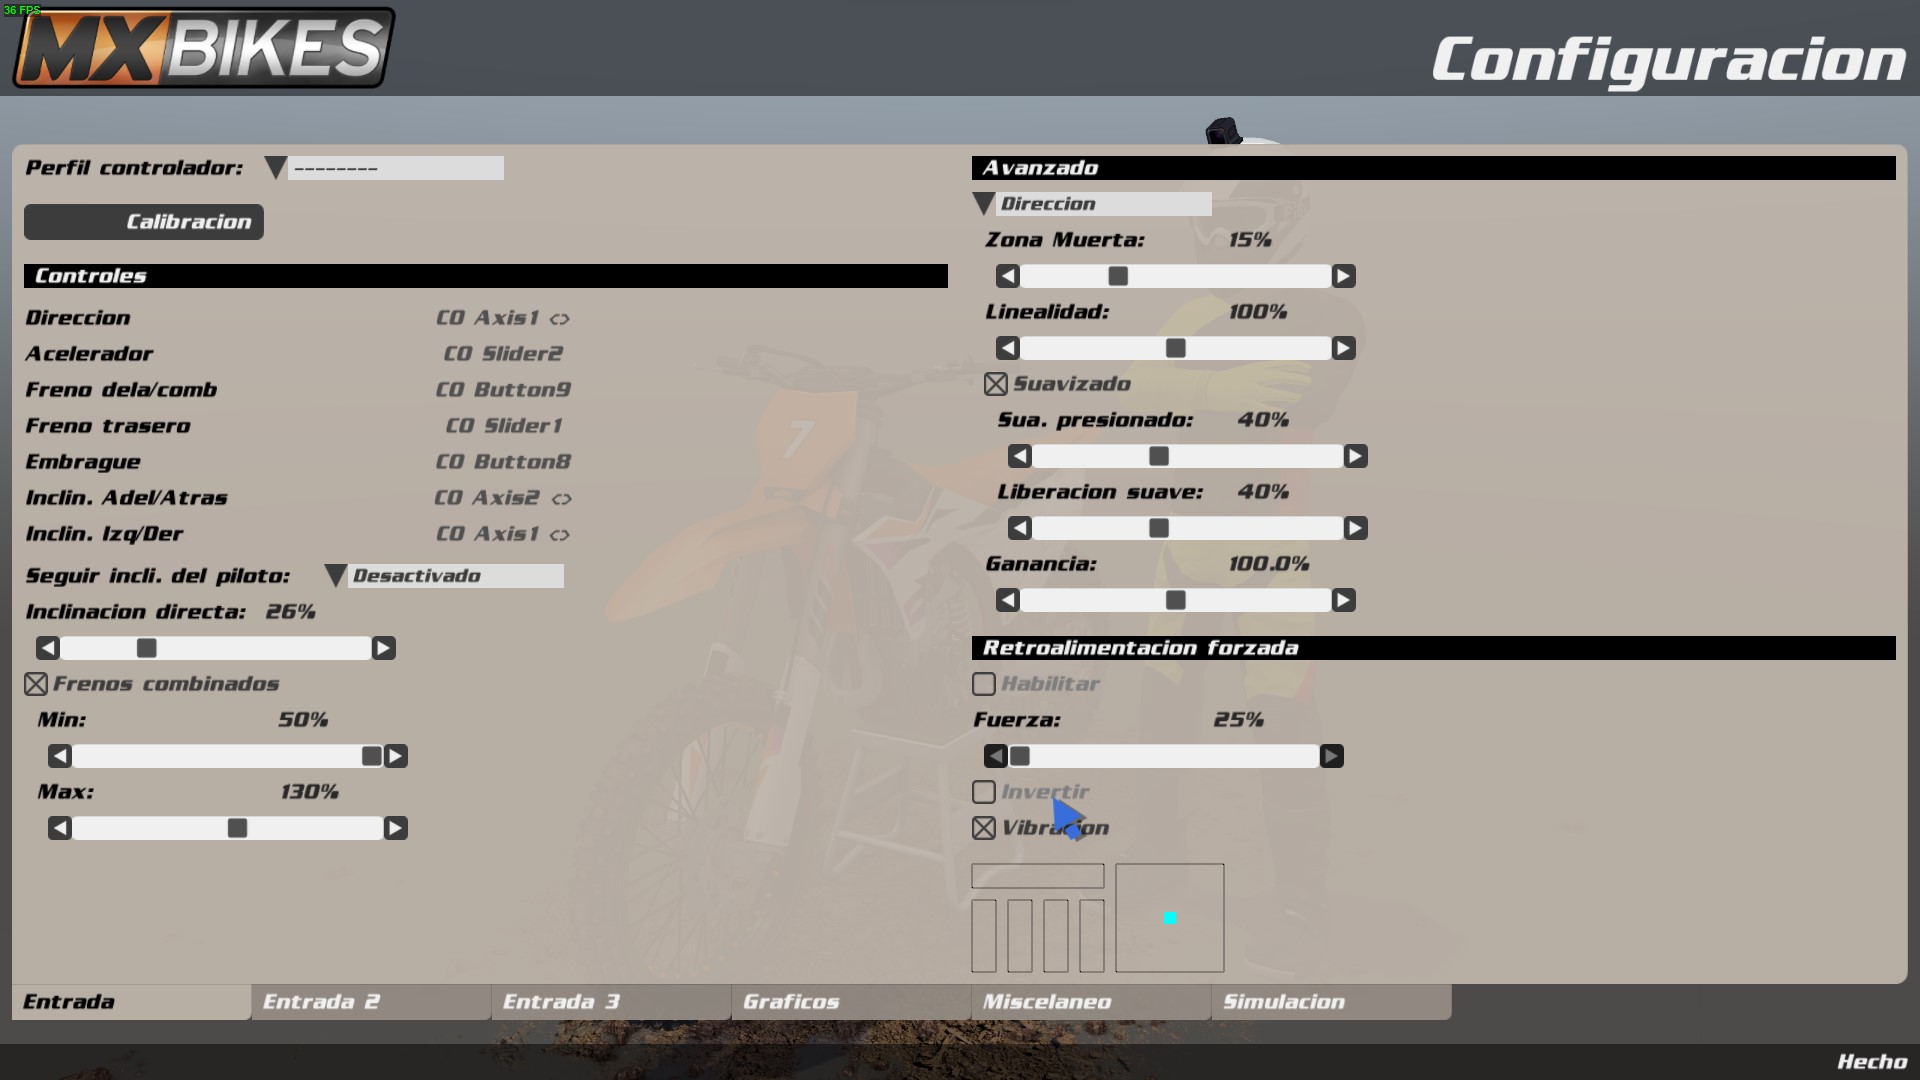 36 FPS
MX BIKES
Configuracion
Perfil controlador: --------
Calibracion
Controles
Direccion C0 Axis1 <>
Acelerador C0 Slider2
Freno dela/comb C0 Button9
Freno trasero C0 Slider1
Embrague C0 Button8
Inclin. Adel/Atras C0 Axis2 <>
Inclin. Izq/Der C0 Axis1 <>
Seguir incli. del piloto: Desactivado
Inclinacion directa: 26%
Frenos combinados
Min: 50%
Max: 130%
Avanzado
Direccion
Zona Muerta: 15%
Linealidad: 100%
Suavizado
Sua. presionado: 40%
Liberacion suave: 40%
Ganancia: 100.0%
Retroalimentacion forzada
Habilitar
Fuerza: 25%
Invertir
Vibracion
7
Entrada Entrada 2 Entrada 3 Graficos Miscelaneo Simulacion
Hecho